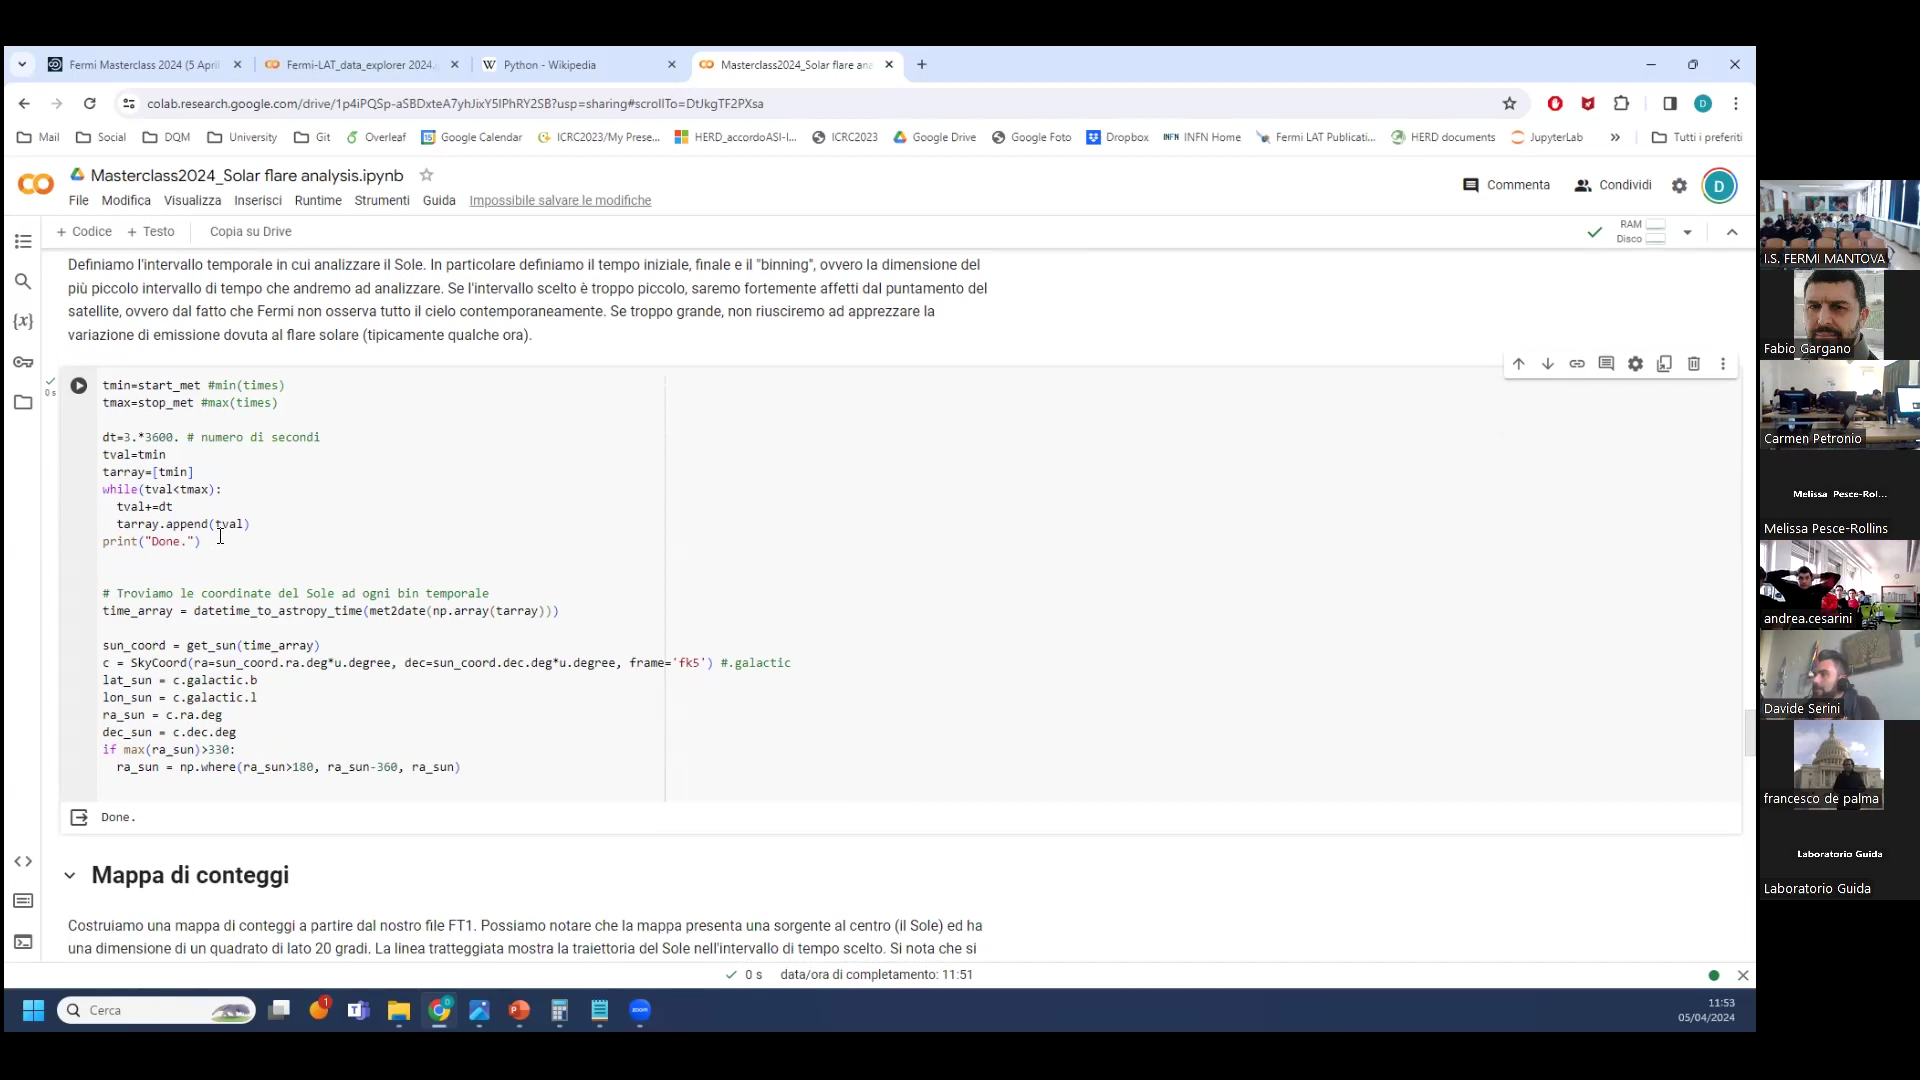 Fermi Masterclass 2024 (5 April
Fermi-LAT_data_explorer 2024.
Python - Wikipedia
Masterclass2024_Solar flare ana
colab.research.google.com/drive/1p4iPQSp-aSBDxteA7yhJixY5IPhRY2SB?usp=sharing#scrollTo=DtJkgTF2PXsa
D
Mail
Social
DQM
University
Git
Overleaf
Google Calendar
ICRC2023/My Prese...
HERD_accordoASI-I...
ICRC2023
Google Drive
Google Foto
Dropbox
INFN INFN Home
Fermi LAT Publicati...
HERD documents
JupyterLab
»
Tutti i preferiti
Masterclass2024_Solar flare analysis.ipynb
Commenta
Condividi
D
File Modifica Visualizza Inserisci Runtime Strumenti Guida Impossibile salvare le modifiche
+ Codice + Testo Copia su Drive
RAM
Disco
Definiamo l'intervallo temporale in cui analizzare il Sole. In particolare definiamo il tempo iniziale, finale e il "binning", ovvero la dimensione del
più piccolo intervallo di tempo che andremo ad analizzare. Se l'intervallo scelto è troppo piccolo, saremo fortemente affetti dal puntamento del
satellite, ovvero dal fatto che Fermi non osserva tutto il cielo contemporaneamente. Se troppo grande, non riusciremo ad apprezzare la
variazione di emissione dovuta al flare solare (tipicamente qualche ora).
0 s
tmin=start_met #min(times)
tmax=stop_met #max(times)
dt=3.*3600. # numero di secondi
tval=tmin
tarray=[tmin]
while(tval<tmax):
  tval+=dt
  tarray.append(tval)
print("Done.")
# Troviamo le coordinate del Sole ad ogni bin temporale
time_array = datetime_to_astropy_time(met2date(np.array(tarray)))
sun_coord = get_sun(time_array)
c = SkyCoord(ra=sun_coord.ra.deg*u.degree, dec=sun_coord.dec.deg*u.degree, frame='fk5') #.galactic
lat_sun = c.galactic.b
lon_sun = c.galactic.l
ra_sun = c.ra.deg
dec_sun = c.dec.deg
if max(ra_sun)>330:
  ra_sun = np.where(ra_sun>180, ra_sun-360, ra_sun)
Done.
Mappa di conteggi
Costruiamo una mappa di conteggi a partire dal nostro file FT1. Possiamo notare che la mappa presenta una sorgente al centro (il Sole) ed ha
una dimensione di un quadrato di lato 20 gradi. La linea tratteggiata mostra la traiettoria del Sole nell'intervallo di tempo scelto. Si nota che si
0 s data/ora di completamento: 11:51
Cerca
1
zoom
11:53
05/04/2024
I.S. FERMI MANTOVA
Fabio Gargano
Carmen Petronio
Melissa Pesce-Rol...
Melissa Pesce-Rollins
andrea.cesarini
Davide Serini
francesco de palma
Laboratorio Guida
Laboratorio Guida